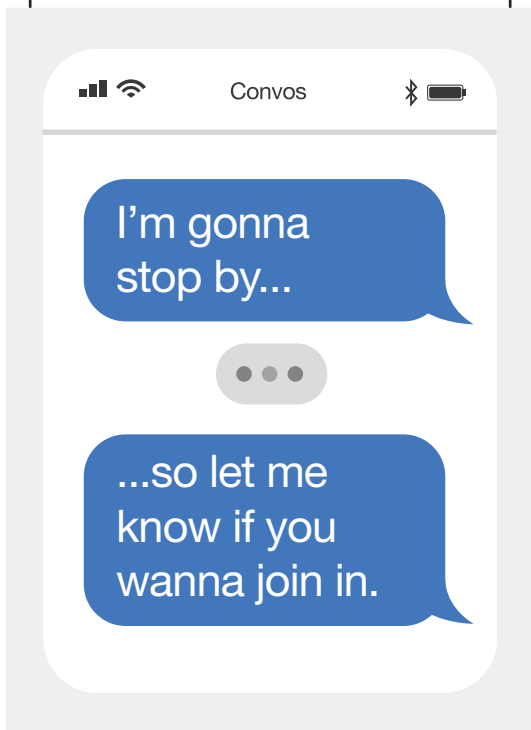 Convos
I’m gonna
stop by...
...so let me
know if you
wanna join in.